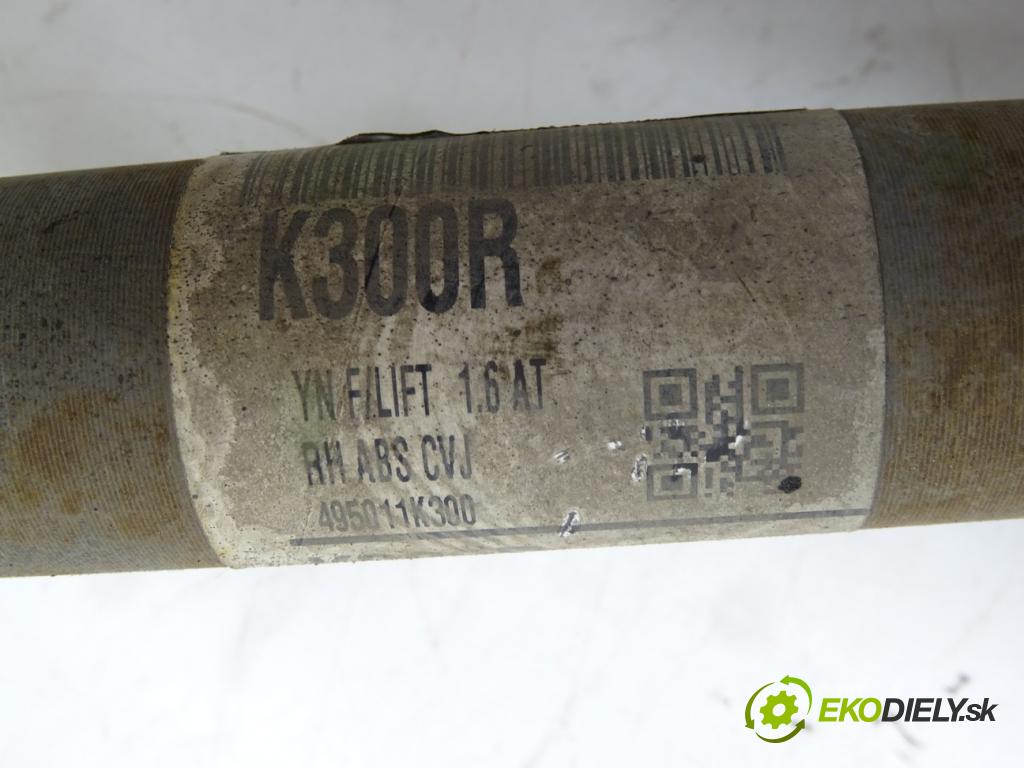 K300R
YN F/LIFT 1.6 AT
RH ABS CVJ
495011K300
EKODIELY.sk